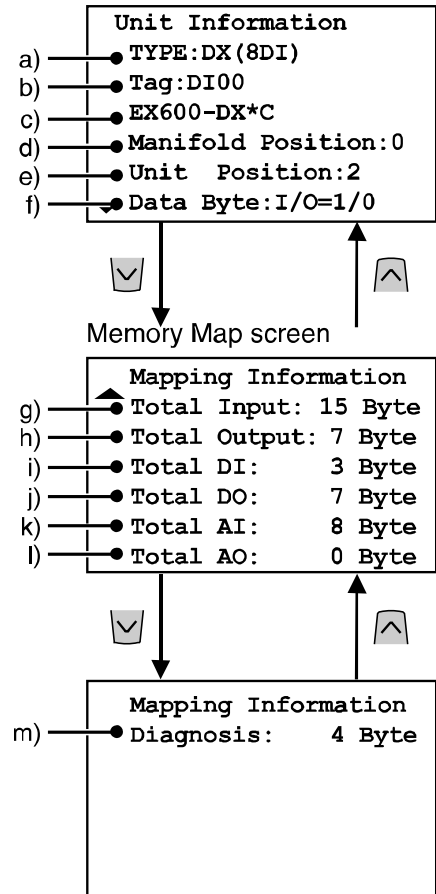 Unit Information
a) TYPE:DX(8DI)
b) Tag:DI00
c) EX600-DX*C
d) Manifold Position:0
e) Unit Position:2
f) Data Byte:I/O=1/0
Memory Map screen
Mapping Information
g) Total Input: 15 Byte
h) Total Output: 7 Byte
i) Total DI: 3 Byte
j) Total DO: 7 Byte
k) Total AI: 8 Byte
l) Total AO: 0 Byte
Mapping Information
m) Diagnosis: 4 Byte